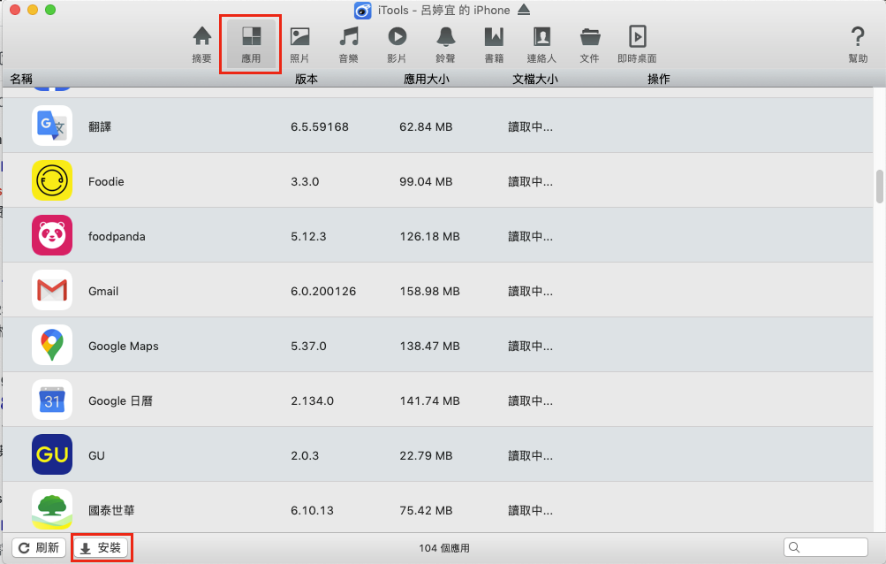 iTools - 呂婷宜 的 iPhone
摘要 應用 照片 音樂 影片 鈴聲 書籍 連絡人 文件 即時桌面 幫助
名稱 版本 應用大小 文檔大小 操作
翻譯 6.5.59168 62.84 MB 讀取中...
Foodie 3.3.0 99.04 MB 讀取中...
foodpanda 5.12.3 126.18 MB 讀取中...
Gmail 6.0.200126 158.98 MB 讀取中...
Google Maps 5.37.0 138.47 MB 讀取中...
31 Google 日曆 2.134.0 141.74 MB 讀取中...
GU GU 2.0.3 22.79 MB 讀取中...
國泰世華 6.10.13 75.42 MB 讀取中...
刷新 安裝 104 個應用